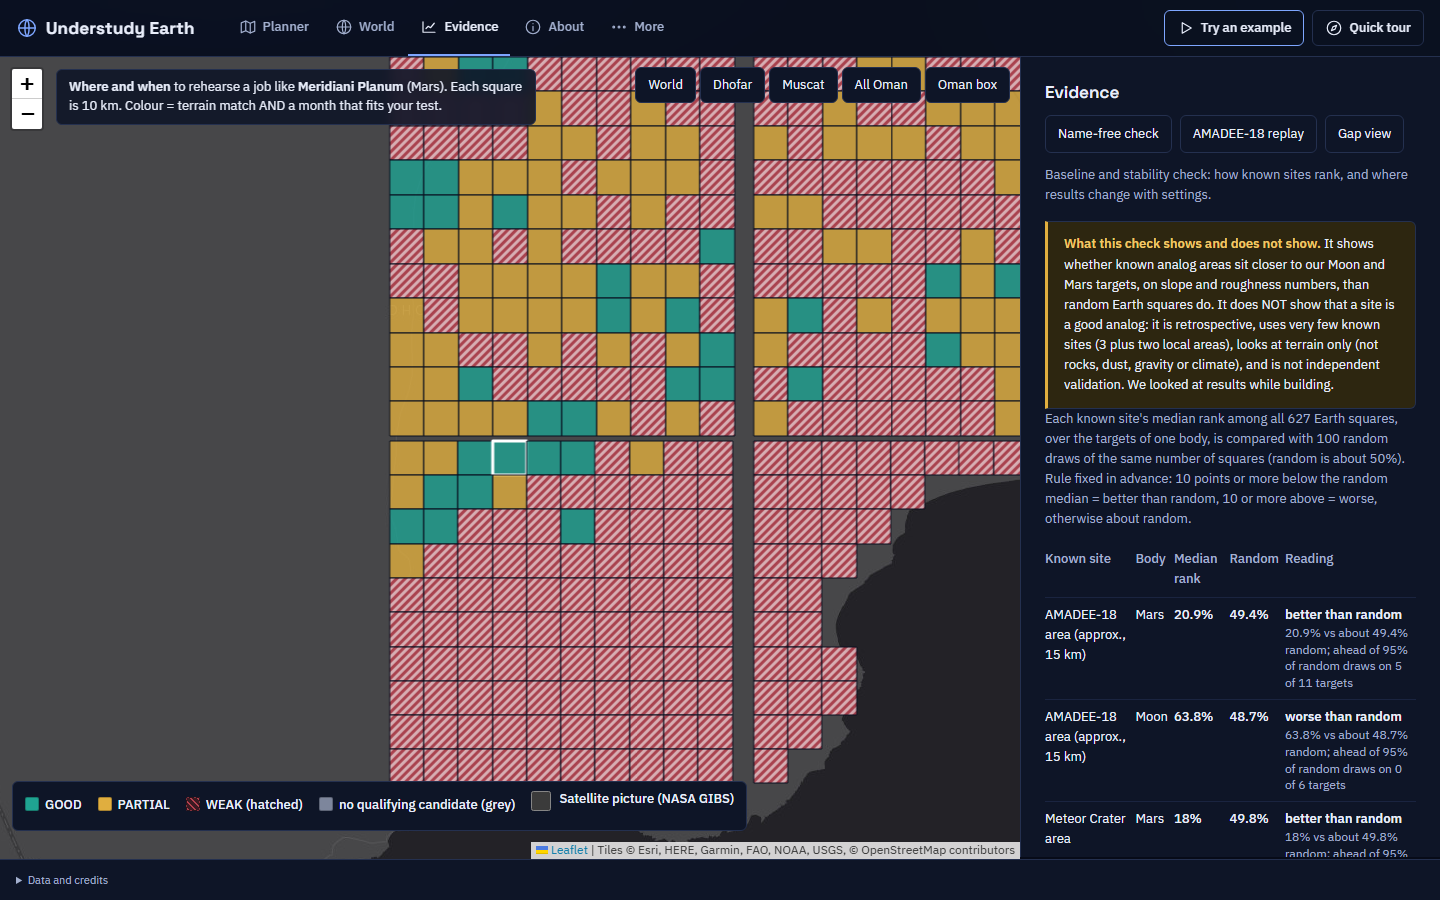 Understudy Earth
Planner
World
Evidence
About
More
Try an example
Quick tour
+
−
Where and when to rehearse a job like Meridiani Planum (Mars). Each square
is 10 km. Colour = terrain match AND a month that fits your test.
World
Dhofar
Muscat
All Oman
Oman box
GOOD
PARTIAL
WEAK (hatched)
no qualifying candidate (grey)
Satellite picture (NASA GIBS)
Leaflet | Tiles © Esri, HERE, Garmin, FAO, NOAA, USGS, © OpenStreetMap contributors
Evidence
Name-free check
AMADEE-18 replay
Gap view
Baseline and stability check: how known sites rank, and where
results change with settings.
What this check shows and does not show. It shows
whether known analog areas sit closer to our Moon and
Mars targets, on slope and roughness numbers, than
random Earth squares do. It does NOT show that a site is
a good analog: it is retrospective, uses very few known
sites (3 plus two local areas), looks at terrain only (not
rocks, dust, gravity or climate), and is not independent
validation. We looked at results while building.
Each known site's median rank among all 627 Earth squares,
over the targets of one body, is compared with 100 random
draws of the same number of squares (random is about 50%).
Rule fixed in advance: 10 points or more below the random
median = better than random, 10 or more above = worse,
otherwise about random.
Known site Body Median rank Random Reading
AMADEE-18 area (approx., 15 km) Mars 20.9% 49.4% better than random
20.9% vs about 49.4%
random; ahead of 95%
of random draws on 5
of 11 targets
AMADEE-18 area (approx., 15 km) Moon 63.8% 48.7% worse than random
63.8% vs about 48.7%
random; ahead of 95%
of random draws on 0
of 6 targets
Meteor Crater area Mars 18% 49.8% better than random
18% vs about 49.8%
random; ahead of 95%
Data and credits